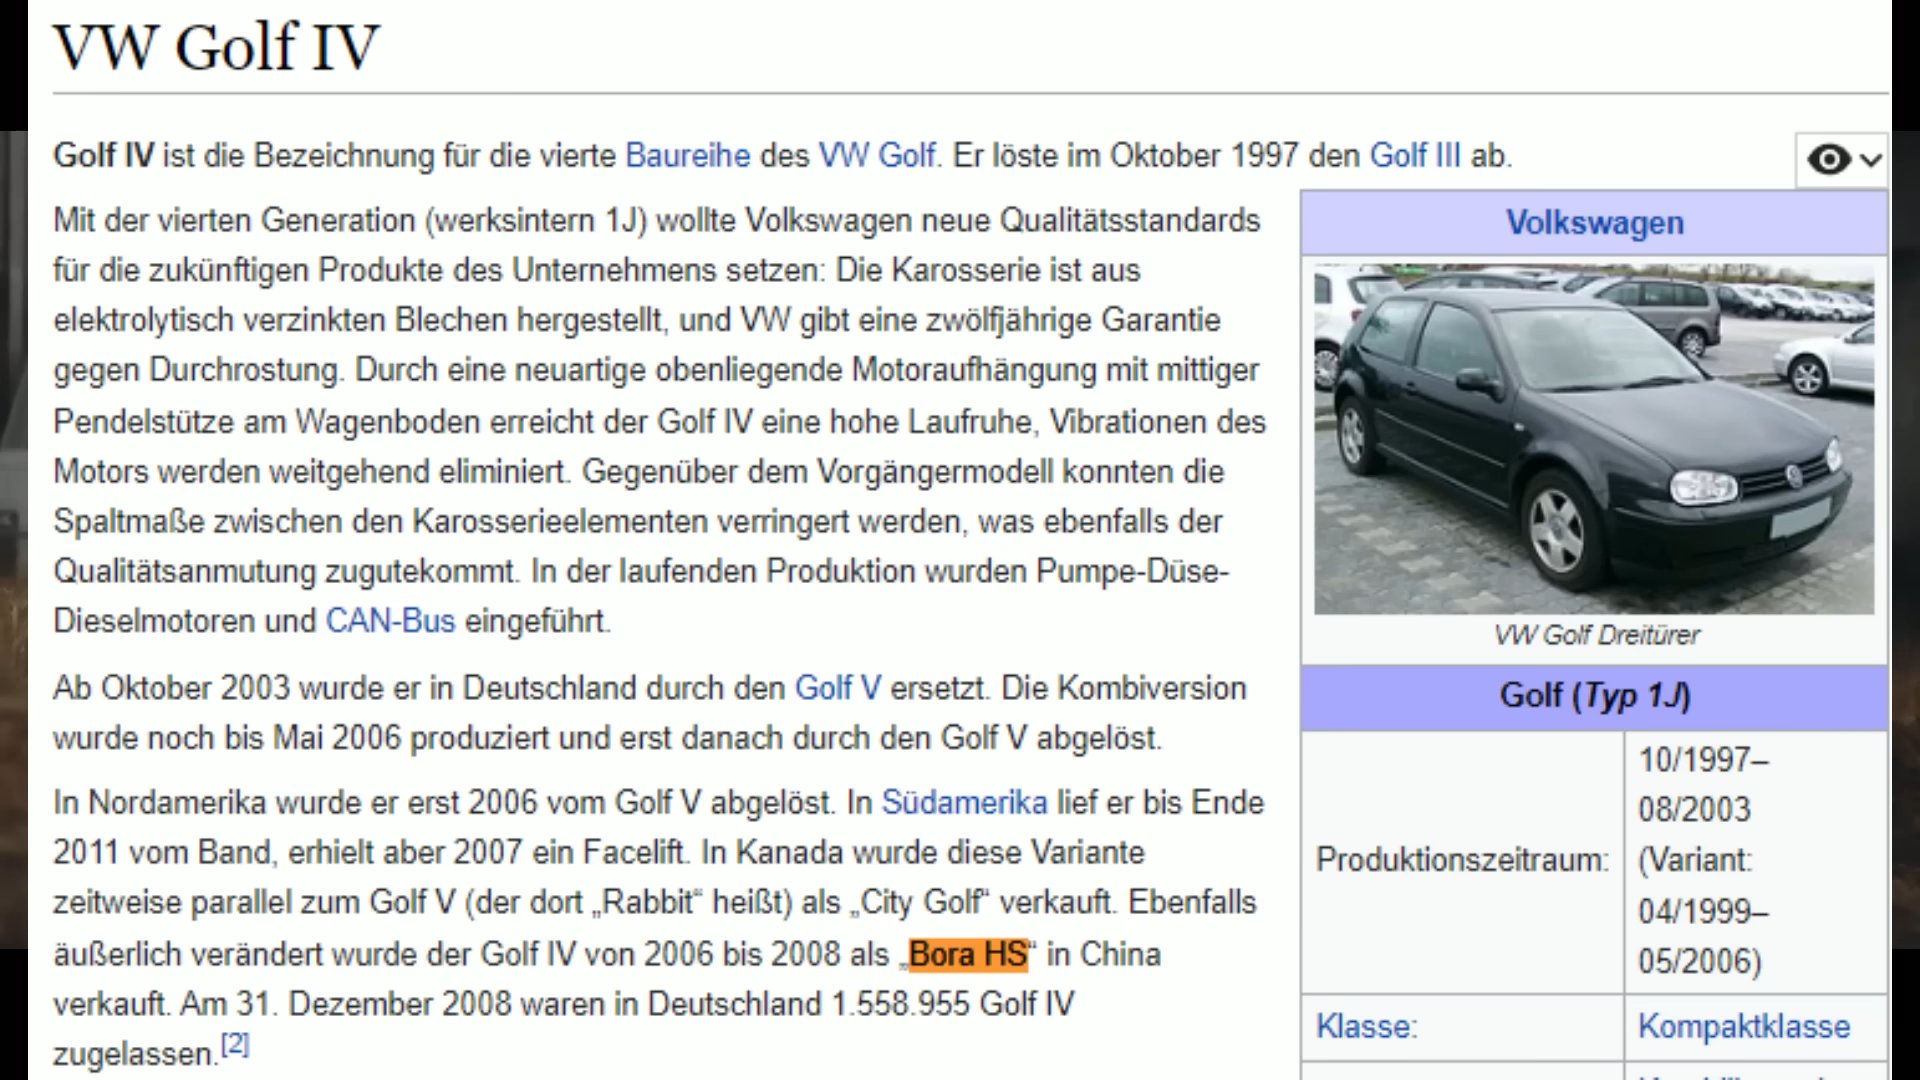 VW Golf IV
Golf IV ist die Bezeichnung für die vierte Baureihe des VW Golf. Er löste im Oktober 1997 den Golf III ab.
Mit der vierten Generation (werksintern 1J) wollte Volkswagen neue Qualitätsstandards
für die zukünftigen Produkte des Unternehmens setzen: Die Karosserie ist aus
elektrolytisch verzinkten Blechen hergestellt, und VW gibt eine zwölfjährige Garantie
gegen Durchrostung. Durch eine neuartige obenliegende Motoraufhängung mit mittiger
Pendelstütze am Wagenboden erreicht der Golf IV eine hohe Laufruhe, Vibrationen des
Motors werden weitgehend eliminiert. Gegenüber dem Vorgängermodell konnten die
Spaltmaße zwischen den Karosserieelementen verringert werden, was ebenfalls der
Qualitätsanmutung zugutekommt. In der laufenden Produktion wurden Pumpe-Düse-
Dieselmotoren und CAN-Bus eingeführt.
Ab Oktober 2003 wurde er in Deutschland durch den Golf V ersetzt. Die Kombiversion
wurde noch bis Mai 2006 produziert und erst danach durch den Golf V abgelöst.
In Nordamerika wurde er erst 2006 vom Golf V abgelöst. In Südamerika lief er bis Ende
2011 vom Band, erhielt aber 2007 ein Facelift. In Kanada wurde diese Variante
zeitweise parallel zum Golf V (der dort „Rabbit“ heißt) als „City Golf“ verkauft. Ebenfalls
äußerlich verändert wurde der Golf IV von 2006 bis 2008 als „Bora HS“ in China
verkauft. Am 31. Dezember 2008 waren in Deutschland 1.558.955 Golf IV
zugelassen.[2]
Volkswagen
VW Golf Dreitürer
Golf (Typ 1J)
Produktionszeitraum:
10/1997–
08/2003
(Variant:
04/1999–
05/2006)
Klasse:
Kompaktklasse